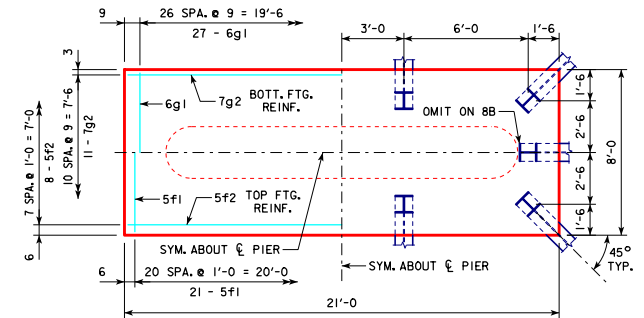 9
26 SPA. @ 9 = 19'-6
27 - 6g1
3'-0
6'-0
1'-6
3
10 SPA. @ 9 = 7'-6
11 - 7g2
7 SPA. @ 1'-0 = 7'-0
8 - 5f2
6
6g1
7g2
BOTT. FTG.
REINF.
OMIT ON 8B
1'-6
2'-6
2'-6
1'-6
8'-0
5f1
5f2
TOP FTG.
REINF.
SYM. ABOUT ℄ PIER
SYM. ABOUT ℄ PIER
45°
TYP.
6
20 SPA. @ 1'-0 = 20'-0
21 - 5f1
21'-0